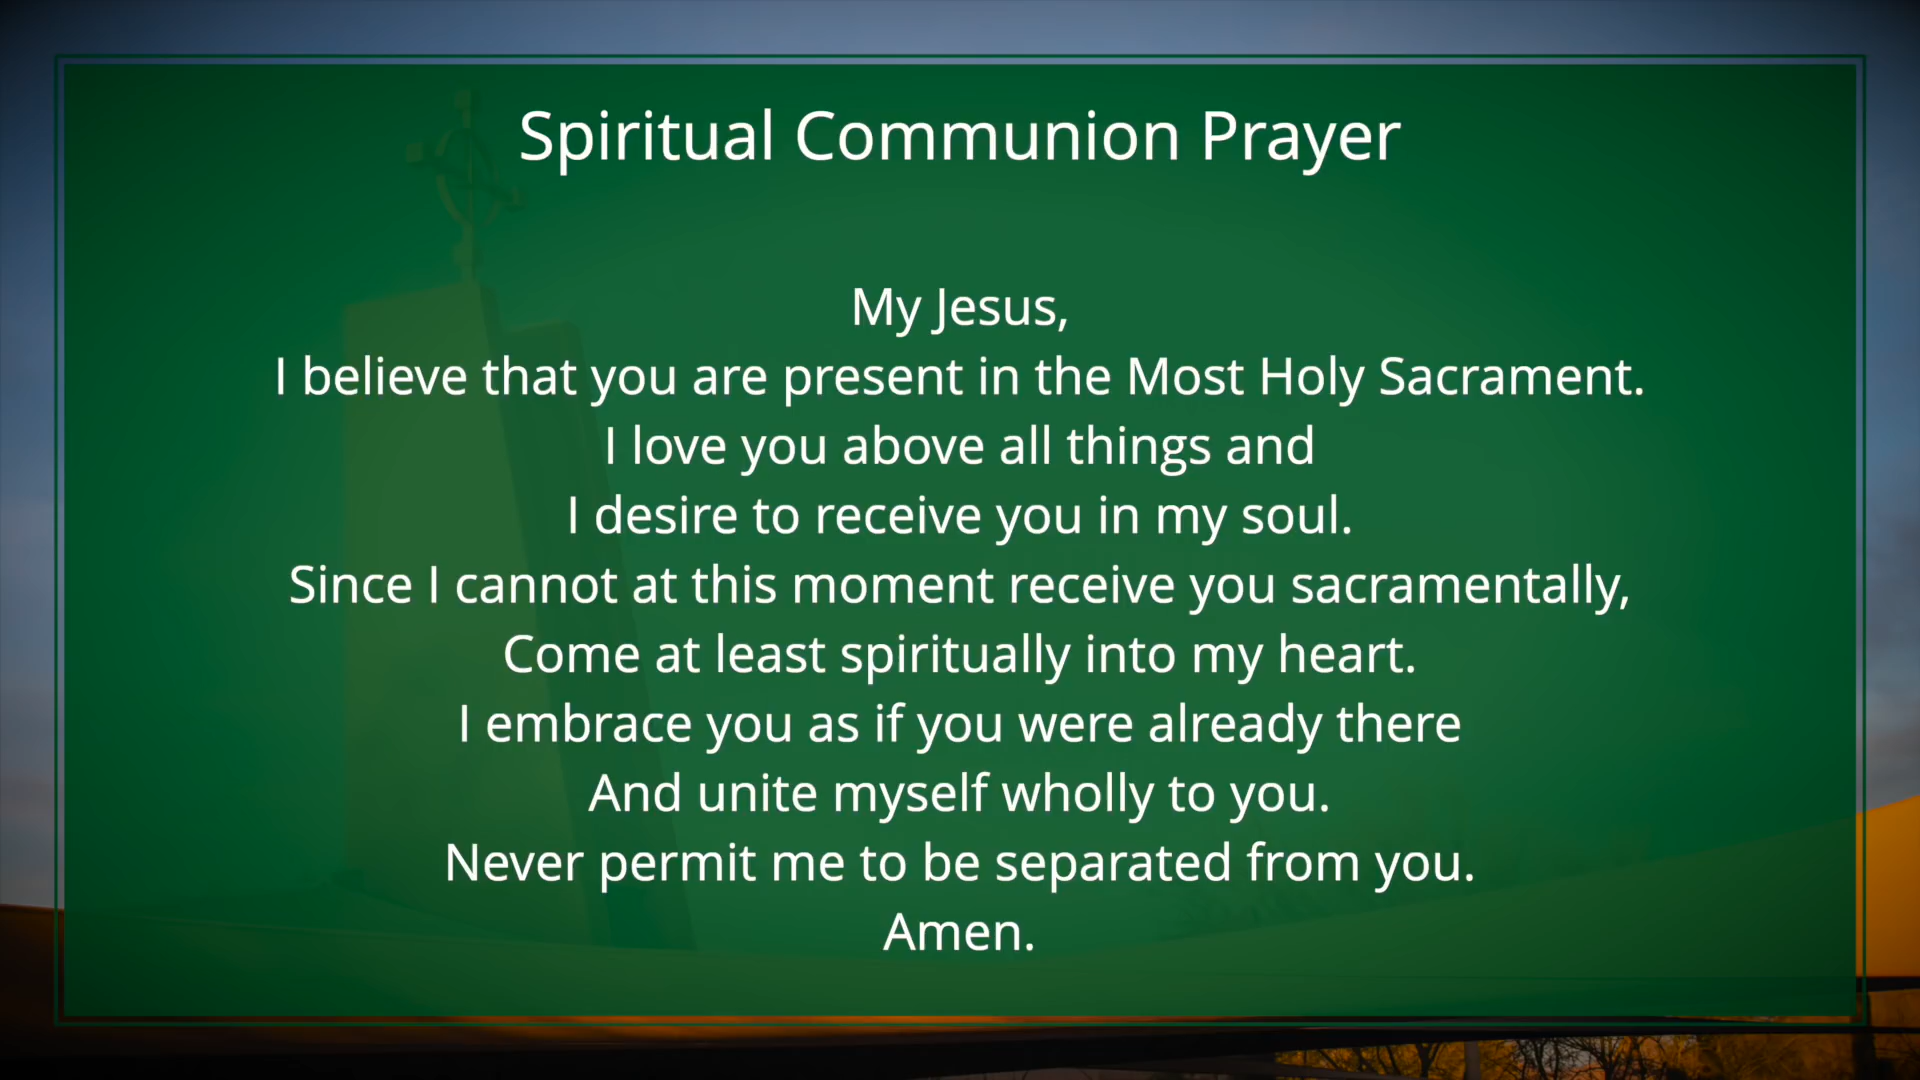 Spiritual Communion Prayer
My Jesus,
I believe that you are present in the Most Holy Sacrament.
I love you above all things and
I desire to receive you in my soul.
Since I cannot at this moment receive you sacramentally,
Come at least spiritually into my heart.
I embrace you as if you were already there
And unite myself wholly to you.
Never permit me to be separated from you.
Amen.